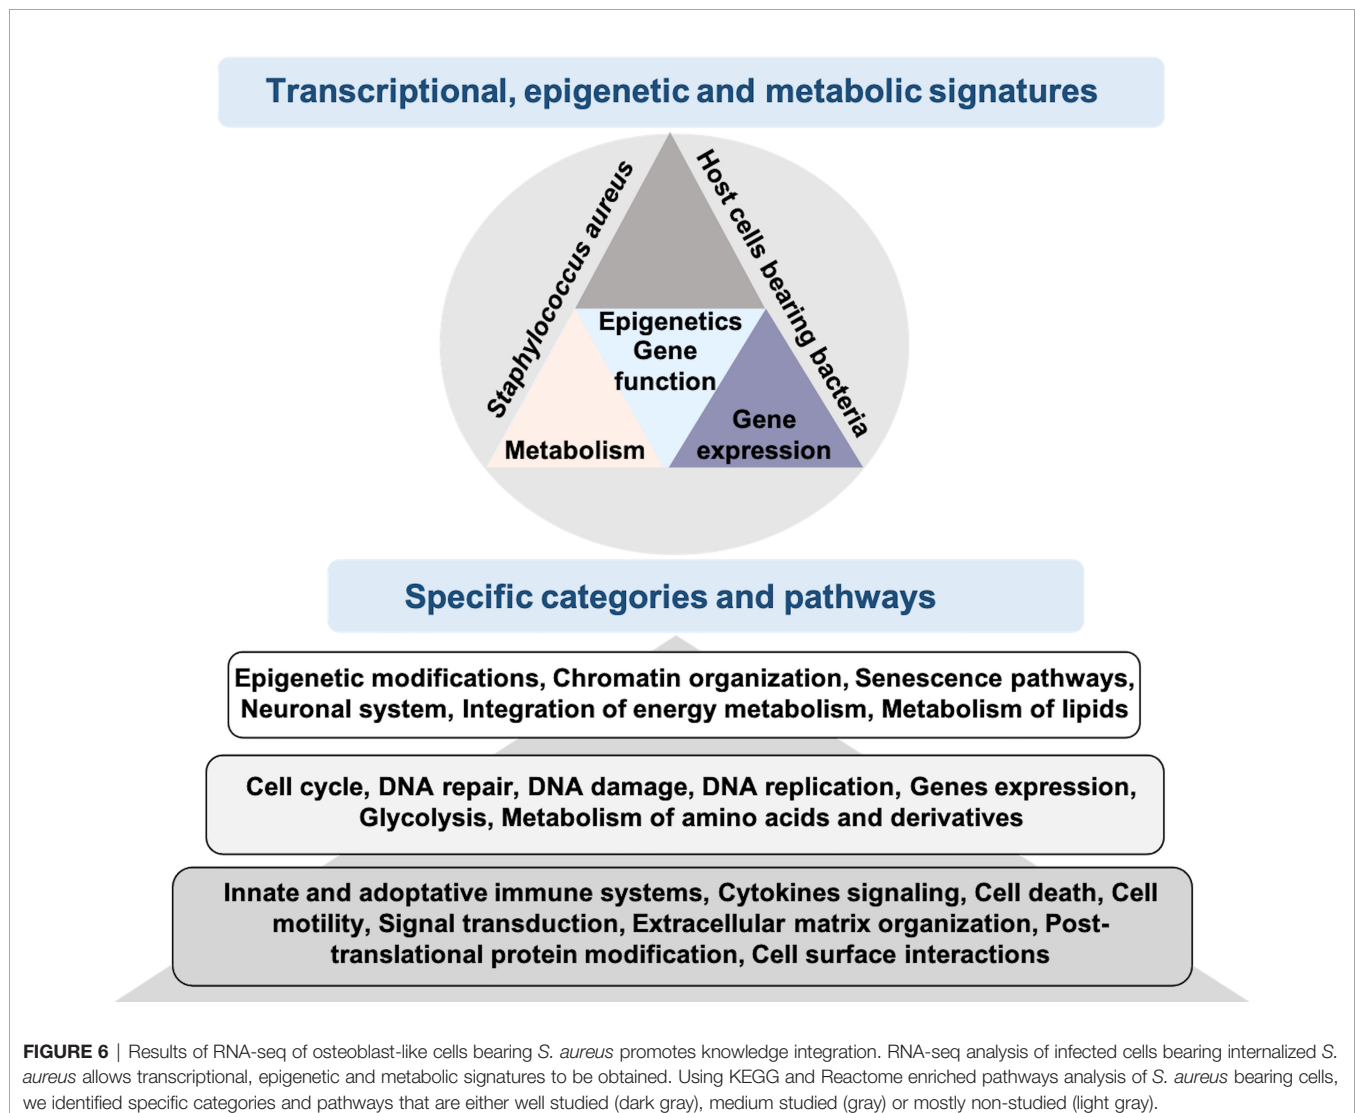 Transcriptional, epigenetic and metabolic signatures
Staphylococcus aureus
Host cells bearing bacteria
Epigenetics
Gene
function
Metabolism
Gene
expression
Specific categories and pathways
Epigenetic modifications, Chromatin organization, Senescence pathways,
Neuronal system, Integration of energy metabolism, Metabolism of lipids
Cell cycle, DNA repair, DNA damage, DNA replication, Genes expression,
Glycolysis, Metabolism of amino acids and derivatives
Innate and adoptative immune systems, Cytokines signaling, Cell death, Cell
motility, Signal transduction, Extracellular matrix organization, Post-
translational protein modification, Cell surface interactions
FIGURE 6 | Results of RNA-seq of osteoblast-like cells bearing S. aureus promotes knowledge integration. RNA-seq analysis of infected cells bearing internalized S.
aureus allows transcriptional, epigenetic and metabolic signatures to be obtained. Using KEGG and Reactome enriched pathways analysis of S. aureus bearing cells,
we identified specific categories and pathways that are either well studied (dark gray), medium studied (gray) or mostly non-studied (light gray).